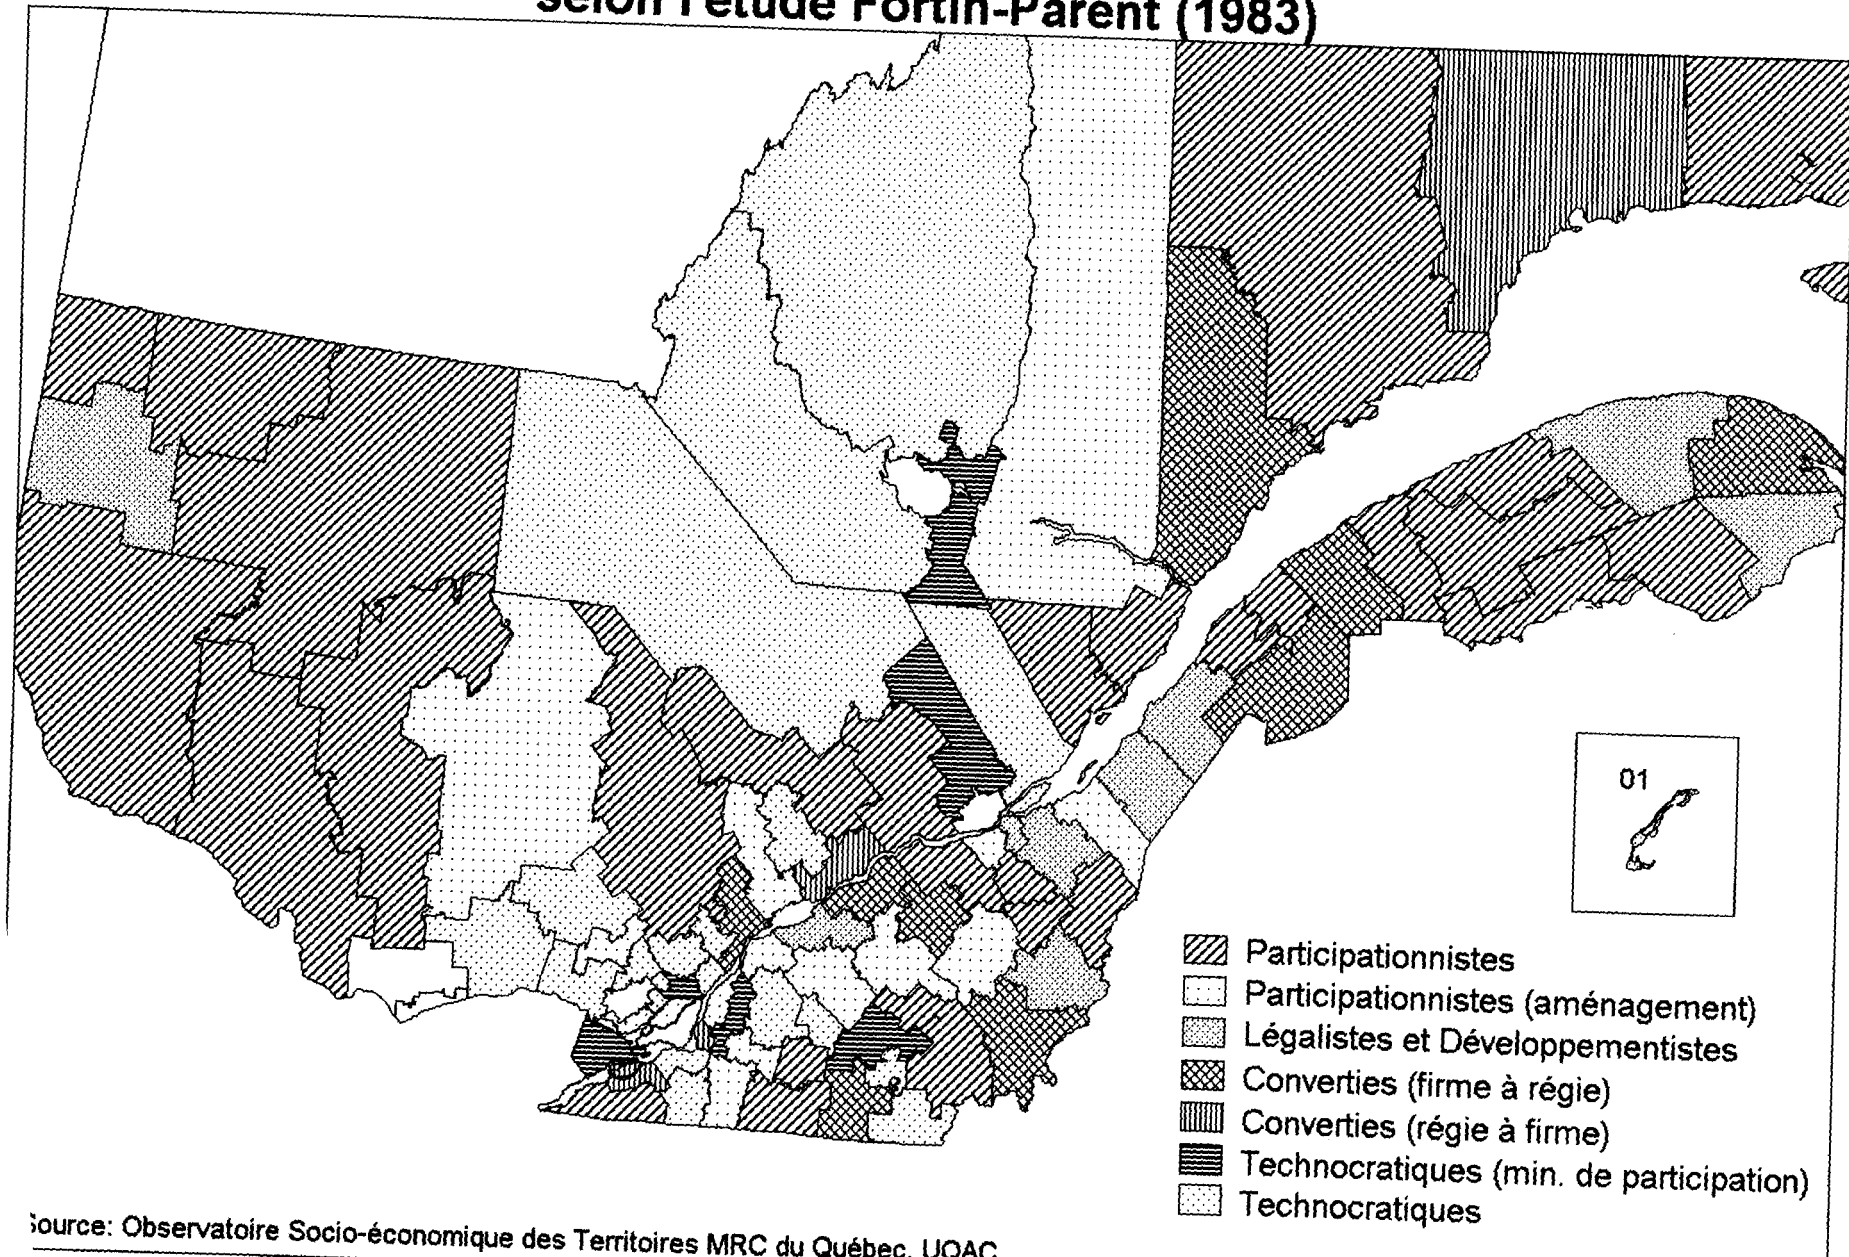 selon l'étude Fortin-Parent (1983)
01
Participationnistes
Participationnistes (aménagement)
Légalistes et Développementistes
Converties (firme à régie)
Converties (régie à firme)
Technocratiques (min. de participation)
Technocratiques
Source: Observatoire Socio-économique des Territoires MRC du Québec, UQAC